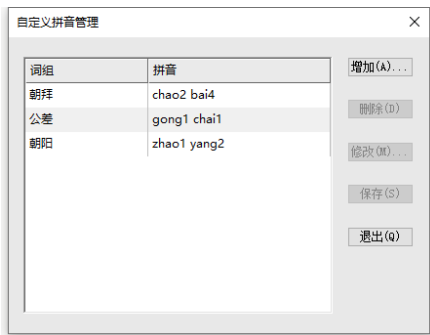 自定义拼音管理
词组 拼音
朝拜 chao2 bai4
公差 gong1 chai1
朝阳 zhao1 yang2
增加(A)...
删除(D)
修改(M)...
保存(S)
退出(Q)